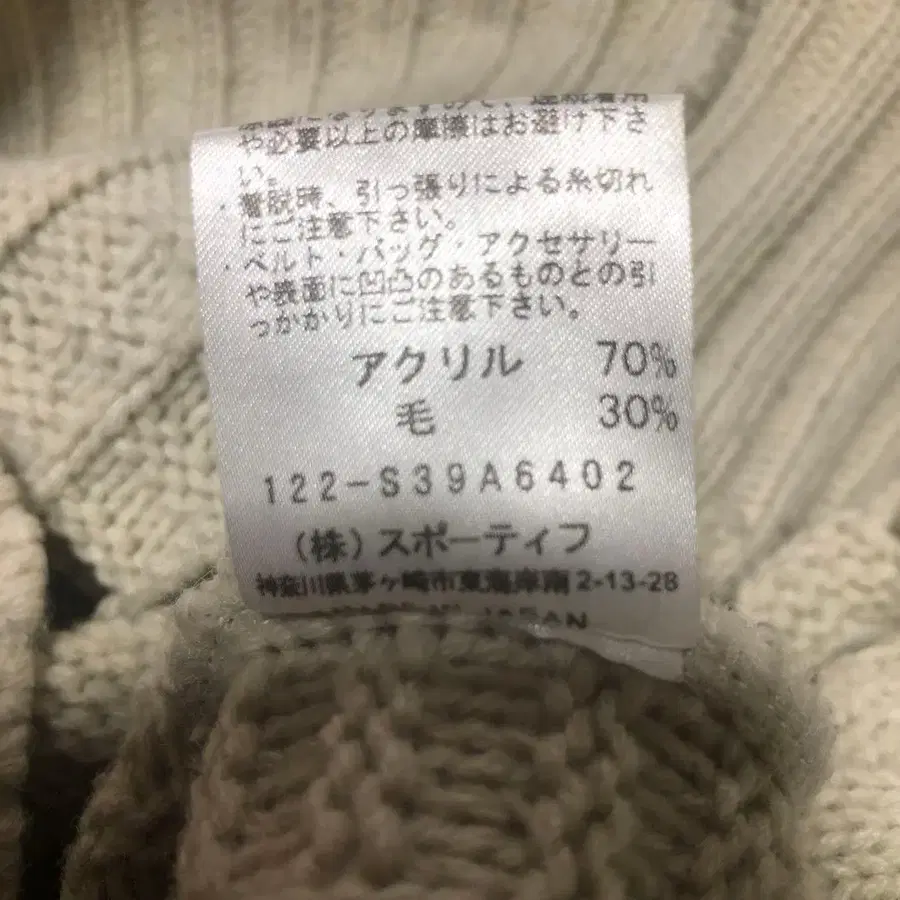 や必要以上の摩擦はお避け下さ
い。
・着脱時、引っ張りによる糸切れ
にご注意下さい。
・ベルト・バッグ・アクセサリー
や表面に凹凸のあるものとの引
っかかりにご注意下さい。
アクリル 70%
毛 30%
122-S39A6402
(株)スポーティフ
神奈川県茅ヶ崎市東海岸南2-13-28
JAPAN